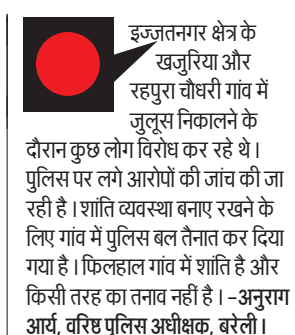 इज्ज़तनगर क्षेत्र के
खजुरिया और
रहपुरा चौधरी गांव में
जुलूस निकालने के
दौरान कुछ लोग विरोध कर रहे थे।
पुलिस पर लगे आरोपों की जांच की जा
रही है। शांति व्यवस्था बनाए रखने के
लिए गांव में पुलिस बल तैनात कर दिया
गया है। फिलहाल गांव में शांति है और
किसी तरह का तनाव नहीं है। -अनुराग
आर्य, वरिष्ठ पुलिस अधीक्षक, बरेली।